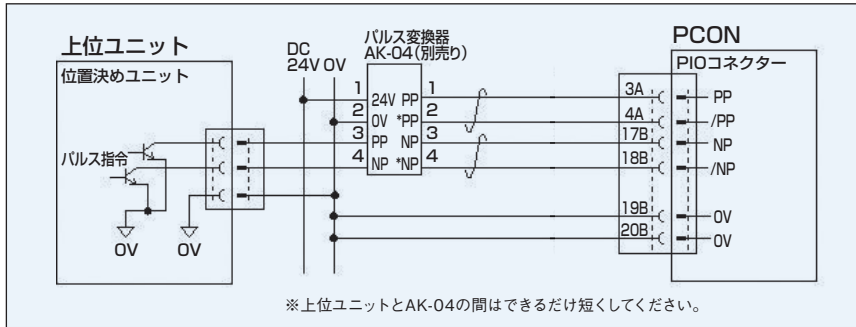 上位ユニット
位置決めユニット
パルス指令
0V
0V
DC
24V 0V
パルス変換器
AK-04(別売り)
1 24V PP 1
2 0V *PP 2
3 PP NP 3
4 NP *NP 4
PCON
PIOコネクター
3A PP
4A /PP
17B NP
18B /NP
19B 0V
20B 0V
※上位ユニットとAK-04の間はできるだけ短くしてください。